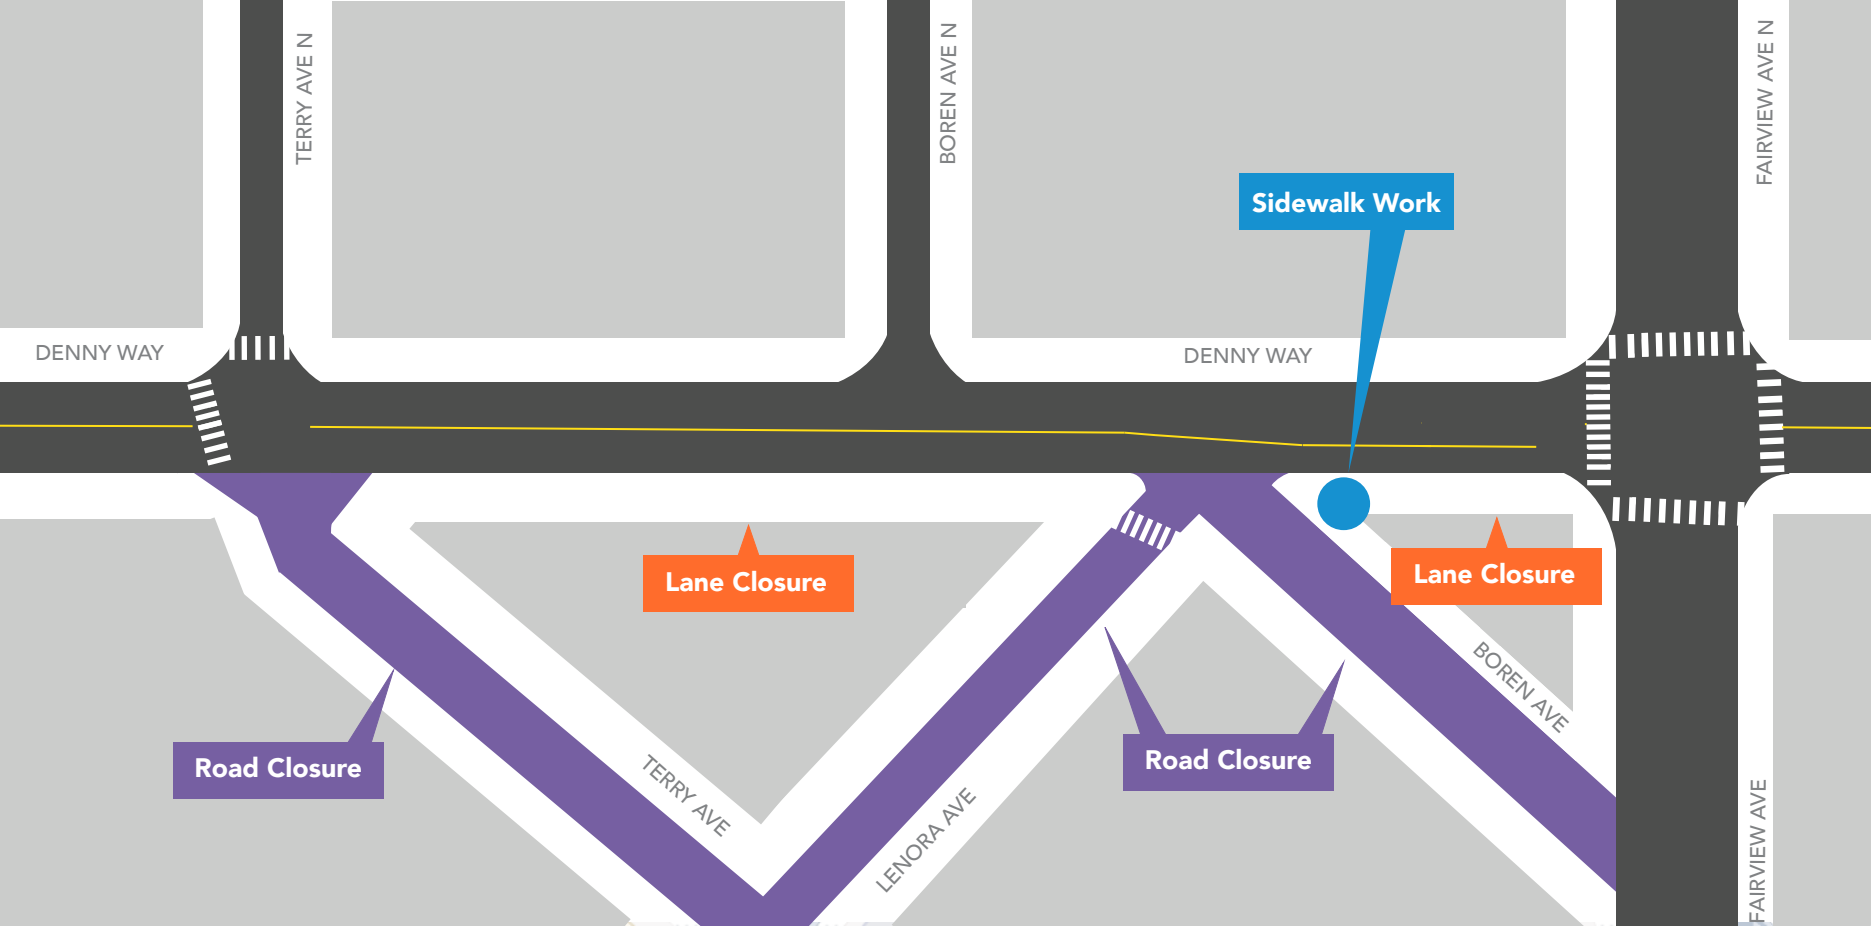 TERRY AVE N
BOREN AVE N
FAIRVIEW AVE N
Sidewalk Work
DENNY WAY
DENNY WAY
Lane Closure
Lane Closure
BOREN AVE
Road Closure
Road Closure
TERRY AVE
LENORA AVE
FAIRVIEW AVE